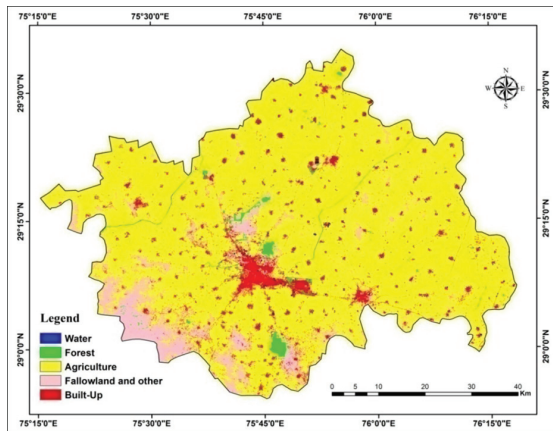 75°15'0"E 75°30'0"E 75°45'0"E 76°0'0"E 76°15'0"E
29°30'0"N 29°30'0"N
N
W E
S
29°15'0"N 29°15'0"N
29°0'0"N 29°0'0"N
Legend
Water
Forest
Agriculture
Fallowland and other
Built-Up
0 5 10 20 30 40
Km
75°15'0"E 75°30'0"E 75°45'0"E 76°0'0"E 76°15'0"E